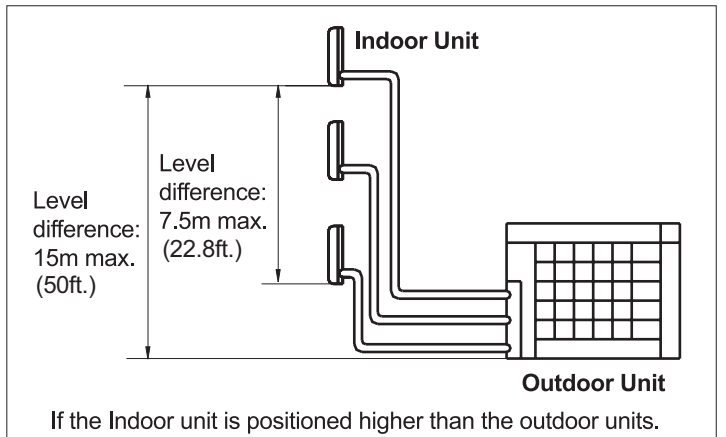 Indoor Unit
Level
difference:
7.5m max.
(22.8ft.)
Level
difference:
15m max.
(50ft.)
Outdoor Unit
If the Indoor unit is positioned higher than the outdoor units.